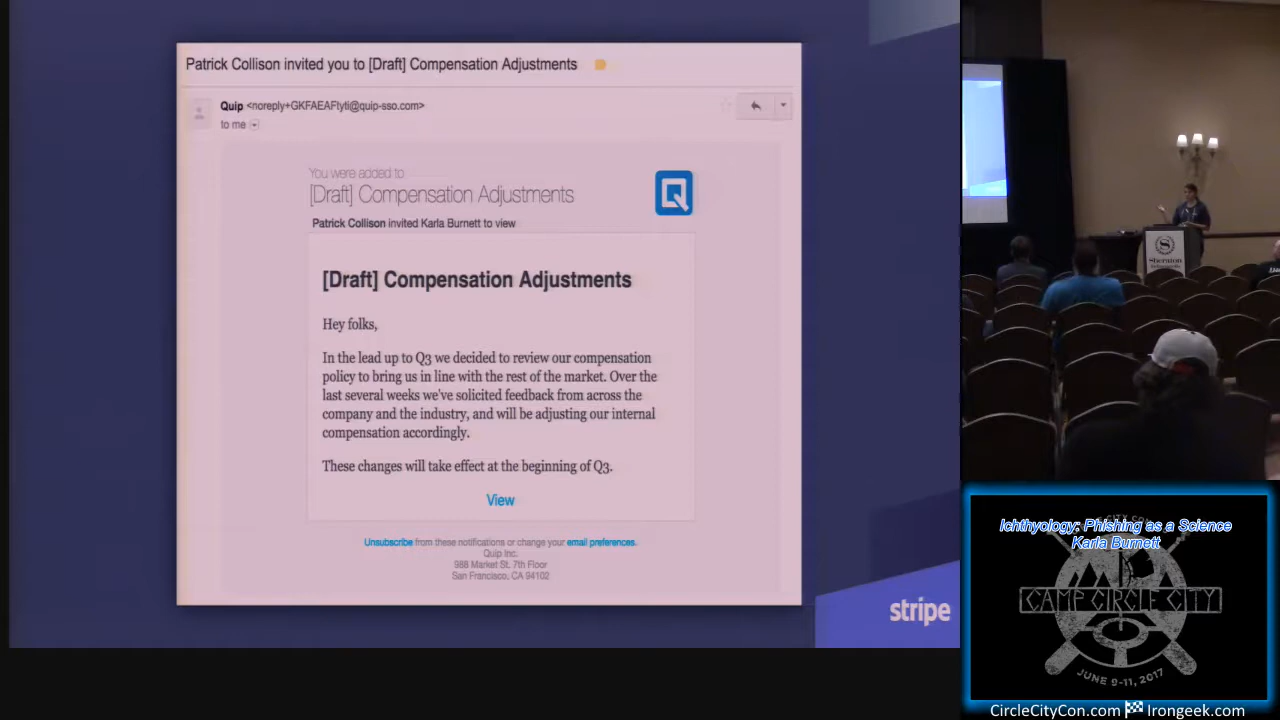 Patrick Collison invited you to [Draft] Compensation Adjustments
Quip <noreply+GKFAEAFlyti@quip-sso.com>
to me
You were added to
[Draft] Compensation Adjustments
Patrick Collison invited Karla Burnett to view
[Draft] Compensation Adjustments
Hey folks,
In the lead up to Q3 we decided to review our compensation
policy to bring us in line with the rest of the market. Over the
last several weeks we've solicited feedback from across the
company and the industry, and will be adjusting our internal
compensation accordingly.
These changes will take effect at the beginning of Q3.
View
Unsubscribe from these notifications or change your email preferences.
Quip Inc.
988 Market St, 7th Floor
San Francisco, CA 94102
stripe
Sheraton
Ichthyology: Phishing as a Science
Karla Burnett
CAMP CIRCLE CITY
JUNE 9-11, 2017
CircleCityCon.com Irongeek.com